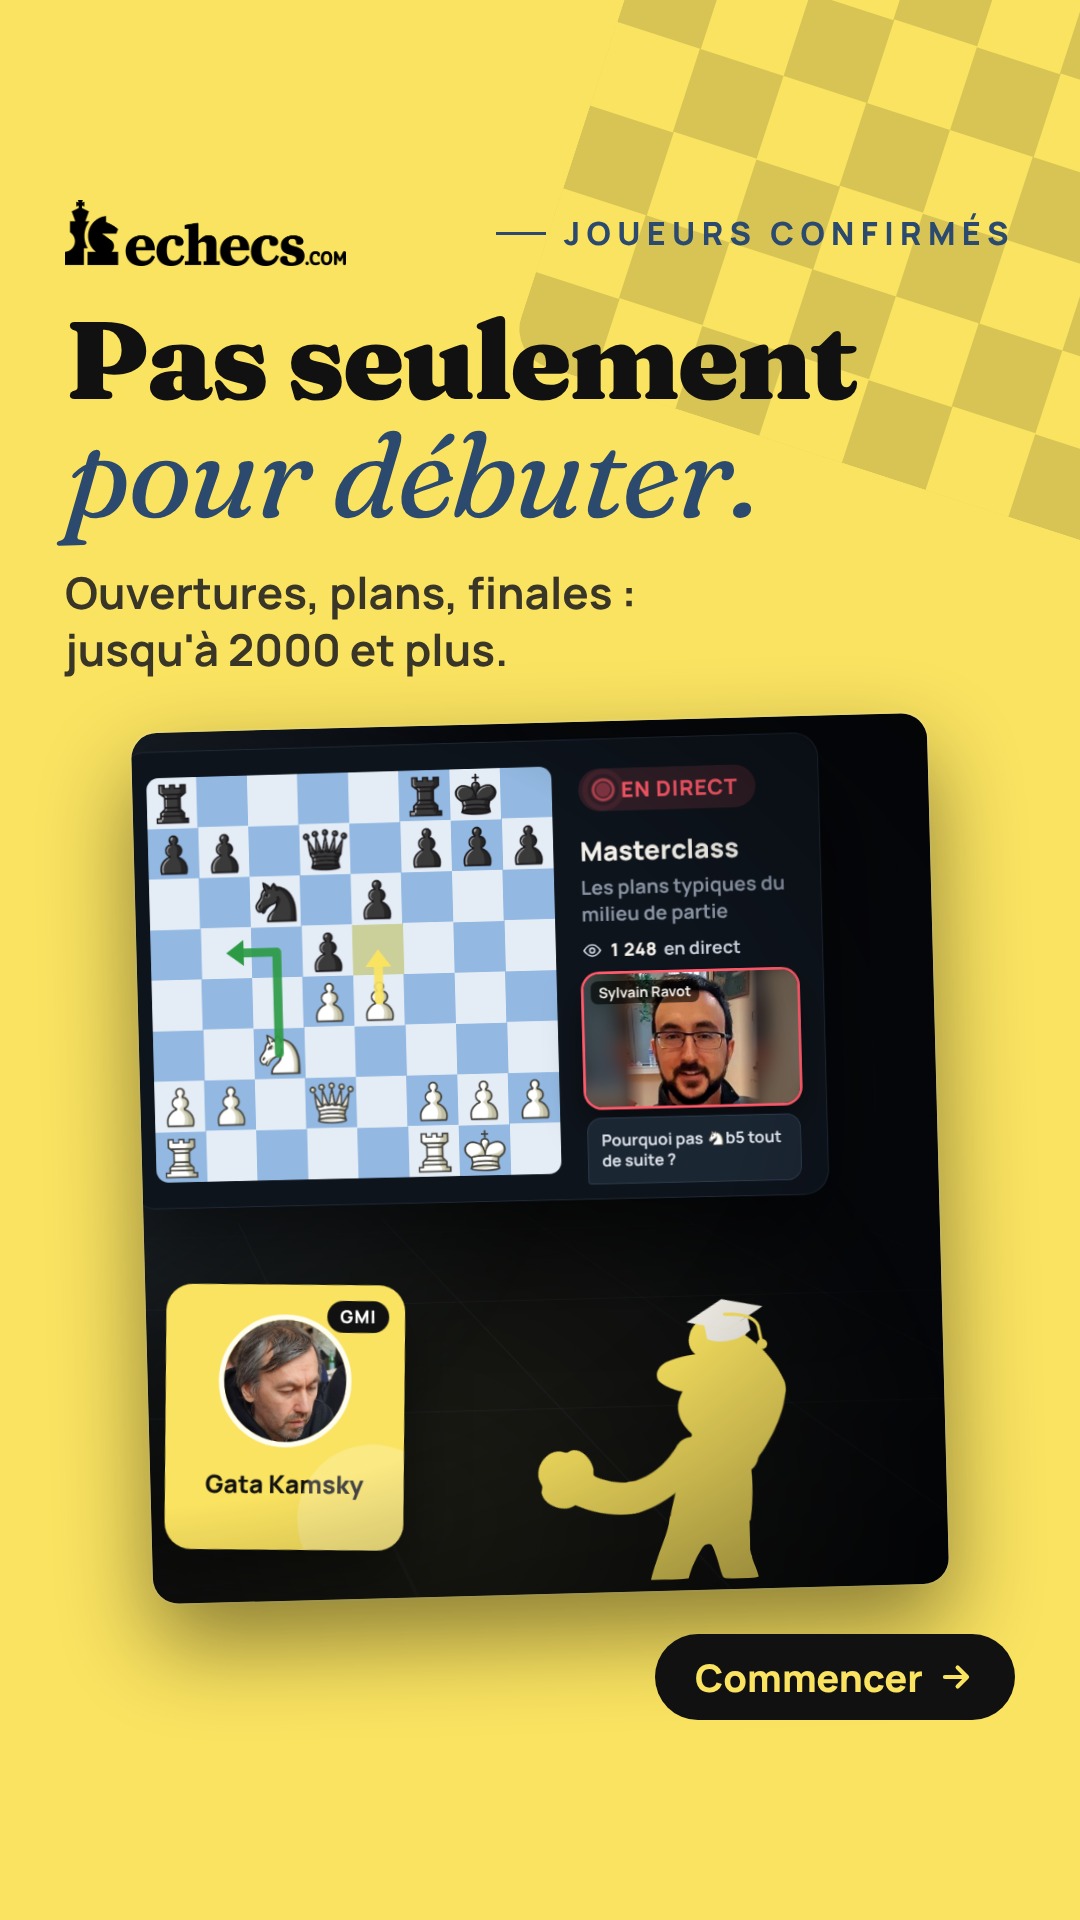 echecs.COM
— JOUEURS CONFIRMÉS
Pas seulement
pour débuter.
Ouvertures, plans, finales :
jusqu'à 2000 et plus.
EN DIRECT
Masterclass
Les plans typiques du
milieu de partie
1 248 en direct
Sylvain Ravot
Pourquoi pas ♞b5 tout
de suite ?
GMI
Gata Kamsky
Commencer →